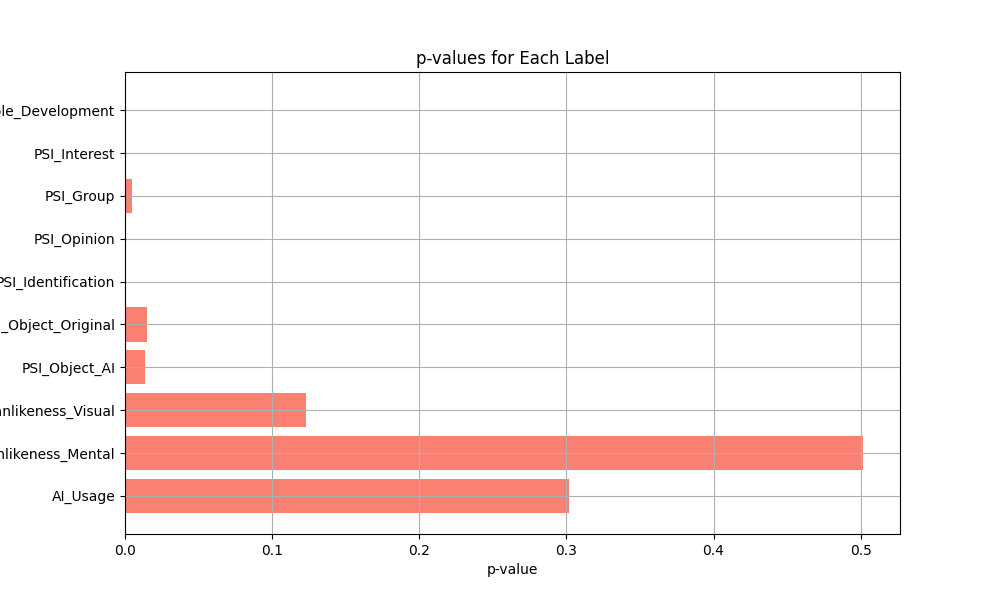 p-values for Each Label
le_Development
PSI_Interest
PSI_Group
PSI_Opinion
PSI_Identification
_Object_Original
PSI_Object_AI
nlikeness_Visual
nlikeness_Mental
AI_Usage
0.0 0.1 0.2 0.3 0.4 0.5
p-value